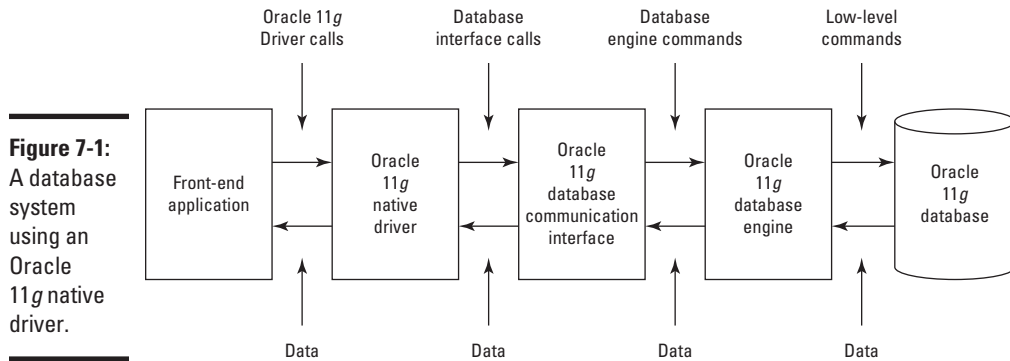 Oracle 11g
Driver calls
Database
interface calls
Database
engine commands
Low-level
commands
Figure 7-1:
A database
system
using an
Oracle
11g native
driver.
Front-end
application
Oracle
11g
native
driver
Oracle
11g
database
communication
interface
Oracle
11g
database
engine
Oracle
11g
database
Data
Data
Data
Data